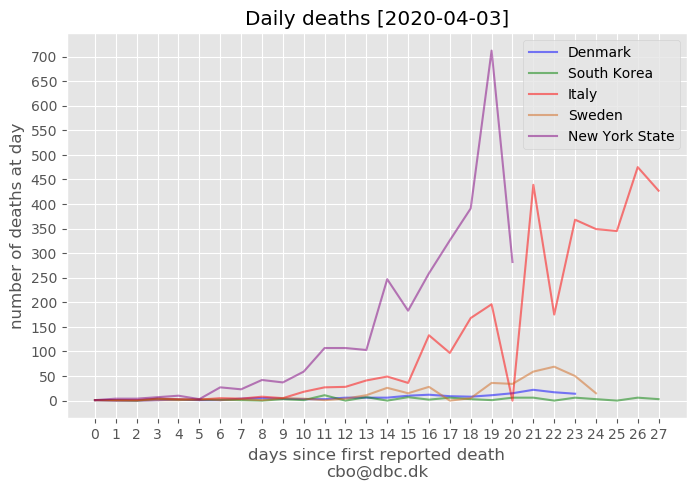 Daily deaths [2020-04-03]
Denmark
South Korea
Italy
Sweden
New York State
number of deaths at day
700
650
600
550
500
450
400
350
300
250
200
150
100
50
0
0 1 2 3 4 5 6 7 8 9 10 11 12 13 14 15 16 17 18 19 20 21 22 23 24 25 26 27
days since first reported death
cbo@dbc.dk